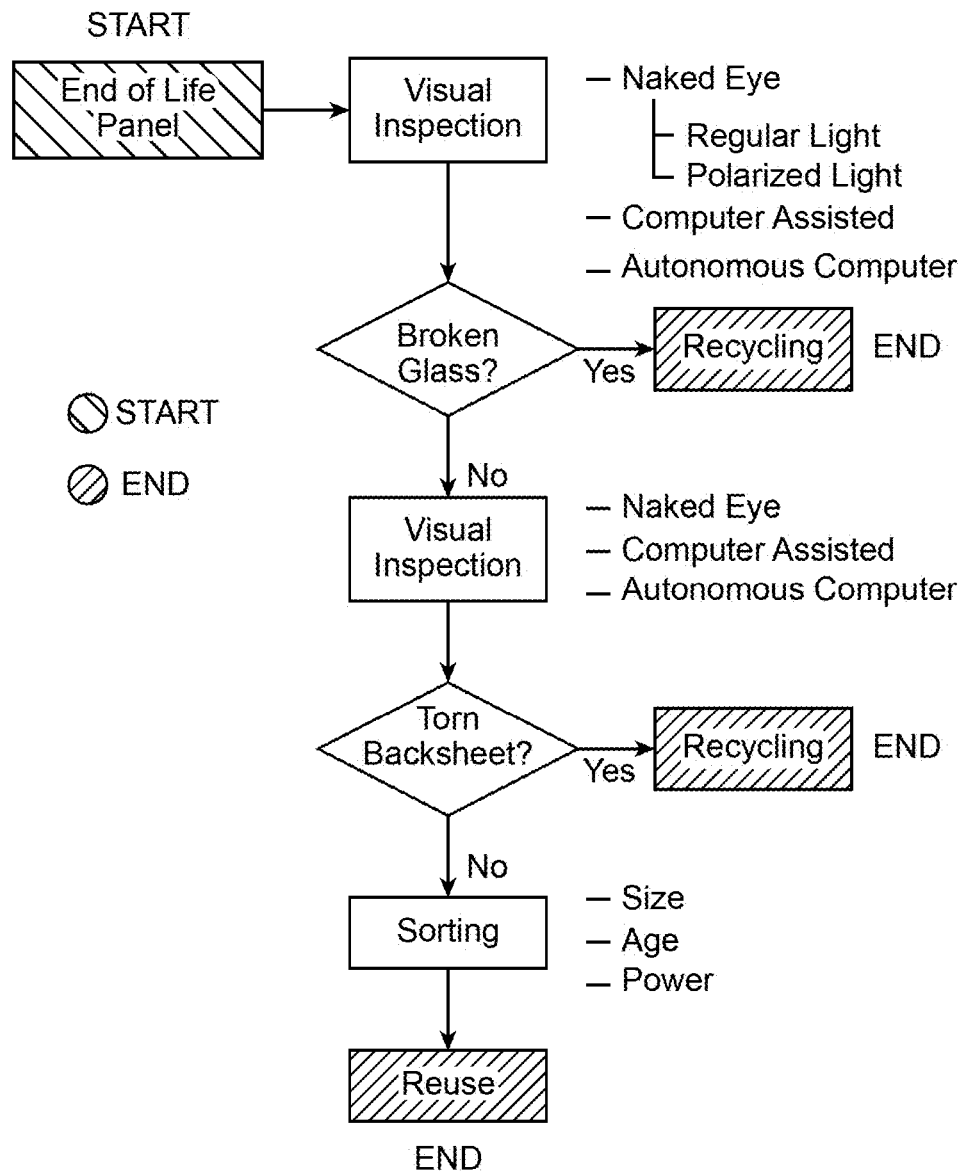 START
End of Life
Panel
Visual
Inspection
– Naked Eye
Regular Light
Polarized Light
– Computer Assisted
– Autonomous Computer
Broken
Glass?
Yes
Recycling
END
START
END
No
Visual
Inspection
– Naked Eye
– Computer Assisted
– Autonomous Computer
Torn
Backsheet?
Yes
Recycling
END
No
Sorting
– Size
– Age
– Power
Reuse
END